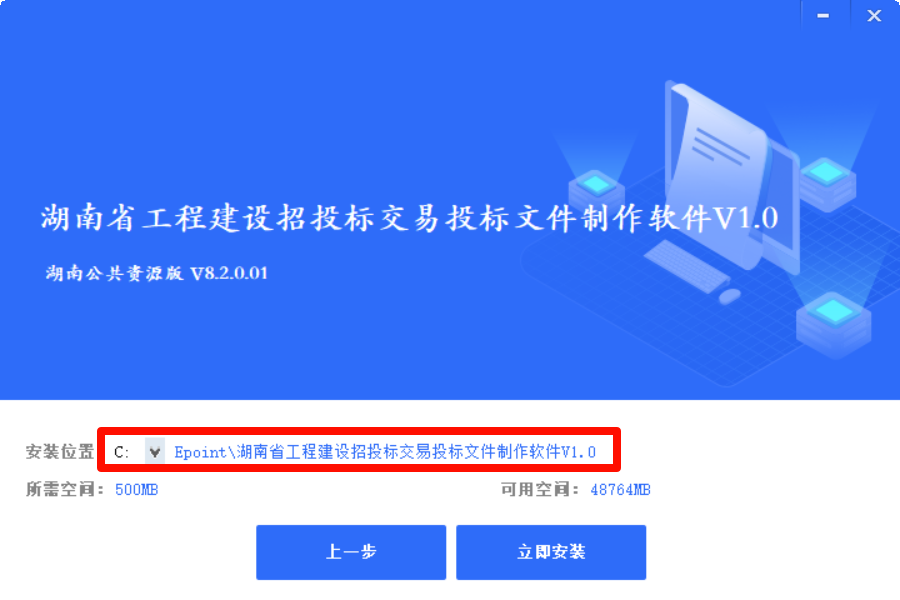 湖南省工程建设招投标交易投标文件制作软件V1.0
湖南公共资源版 V8.2.0.01
安装位置 C: Epoint\湖南省工程建设招投标交易投标文件制作软件V1.0
所需空间: 500MB 可用空间: 48764MB
上一步 立即安装